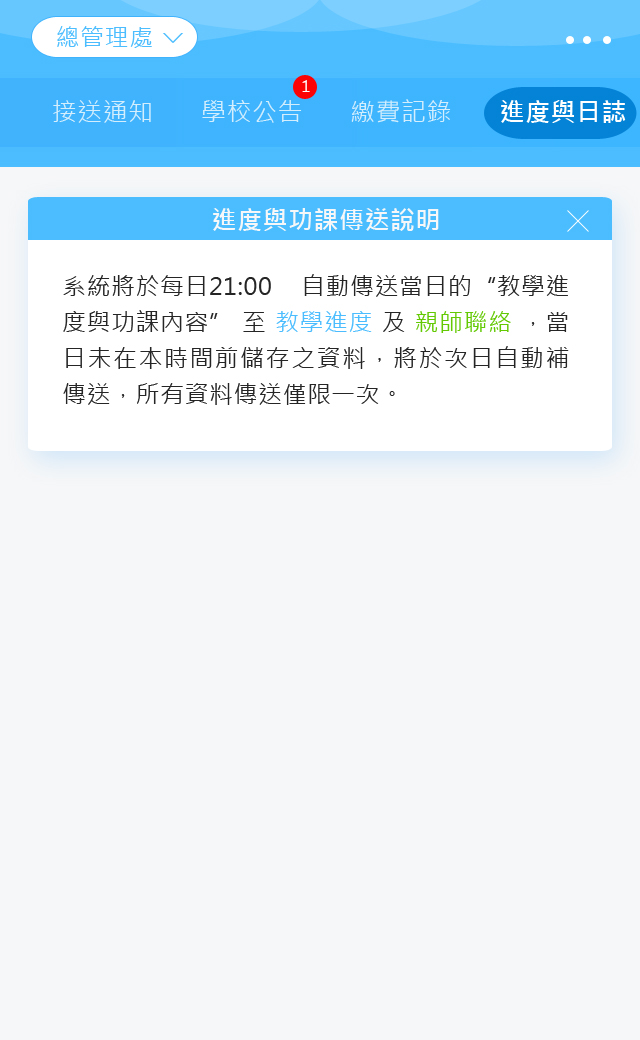 總管理處
接送通知 學校公告 1 繳費記錄 進度與日誌
進度與功課傳送說明
系統將於每日21:00 自動傳送當日的〝教學進
度與功課內容〞 至 教學進度 及 親師聯絡 ，當
日未在本時間前儲存之資料，將於次日自動補
傳送，所有資料傳送僅限一次。